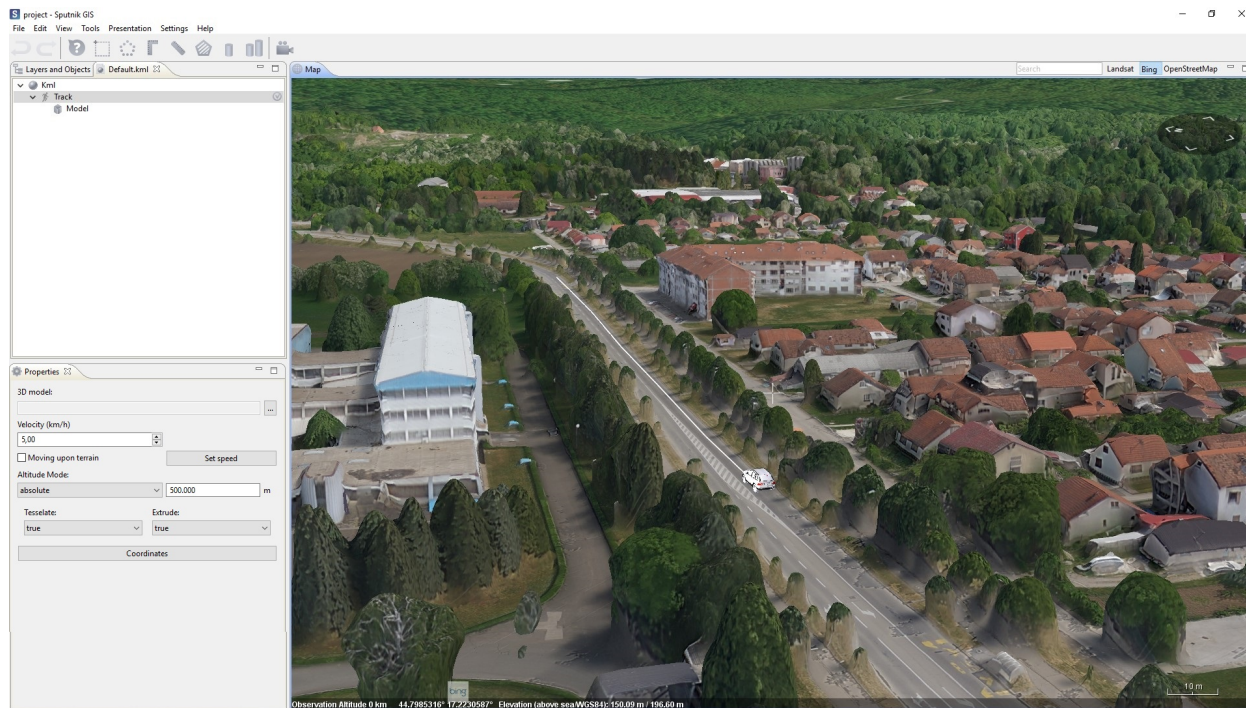 S project - Sputnik GIS
File Edit View Tools Presentation Settings Help
Layers and Objects Default.kml
Kml
Track
Model
Map
Search
Landsat Bing OpenStreetMap
Properties
3D model:
...
Velocity (km/h)
5,00
Moving upon terrain
Set speed
Altitude Mode:
absolute 500.000 m
Tesselate: Extrude:
true true
Coordinates
bing
10 m
Observation Altitude 0 km 44.7985316° 17.2230587° Elevation (above sea/WGS84): 150.09 m / 196.60 m